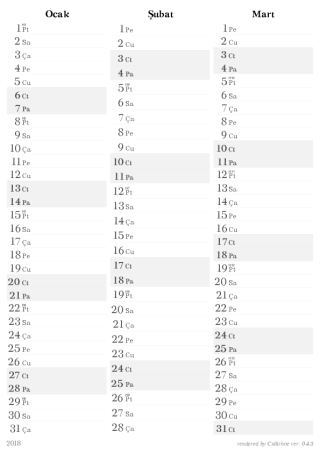 Ocak
1 Pt
2 Sa
3 Ça
4 Pe
5 Cu
6 Ct
7 Pa
8 Pt
9 Sa
10 Ça
11 Pe
12 Cu
13 Ct
14 Pa
15 Pt
16 Sa
17 Ça
18 Pe
19 Cu
20 Ct
21 Pa
22 Pt
23 Sa
24 Ça
25 Pe
26 Cu
27 Ct
28 Pa
29 Pt
30 Sa
31 Ça
Şubat
1 Pe
2 Cu
3 Ct
4 Pa
5 Pt
6 Sa
7 Ça
8 Pe
9 Cu
10 Ct
11 Pa
12 Pt
13 Sa
14 Ça
15 Pe
16 Cu
17 Ct
18 Pa
19 Pt
20 Sa
21 Ça
22 Pe
23 Cu
24 Ct
25 Pa
26 Pt
27 Sa
28 Ça
Mart
1 Pe
2 Cu
3 Ct
4 Pa
5 Pt
6 Sa
7 Ça
8 Pe
9 Cu
10 Ct
11 Pa
12 Pt
13 Sa
14 Ça
15 Pe
16 Cu
17 Ct
18 Pa
19 Pt
20 Sa
21 Ça
22 Pe
23 Cu
24 Ct
25 Pa
26 Pt
27 Sa
28 Ça
29 Pe
30 Cu
31 Ct
2018
rendered by Calkrine ver. 0.4.3